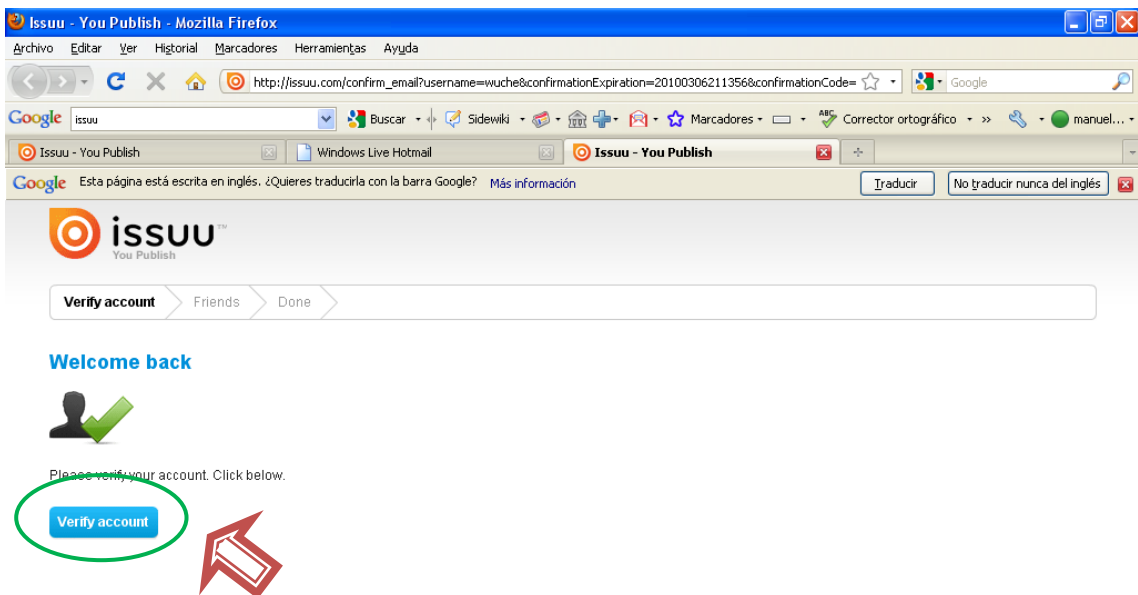 Issuu - You Publish - Mozilla Firefox
Archivo Editar Ver Historial Marcadores Herramientas Ayuda
http://issuu.com/confirm_email?username=wuche&confirmationExpiration=201003062113568&confirmationCode= Google
Google issuu Buscar Sidewiki Marcadores ABC Corrector ortográfico » manuel...
Issuu - You Publish Windows Live Hotmail Issuu - You Publish
Google Esta página está escrita en inglés. ¿Quieres traducirla con la barra Google? Más información Traducir No traducir nunca del inglés
issuu™
You Publish
Verify account Friends Done
Welcome back
Please verify your account. Click below.
Verify account